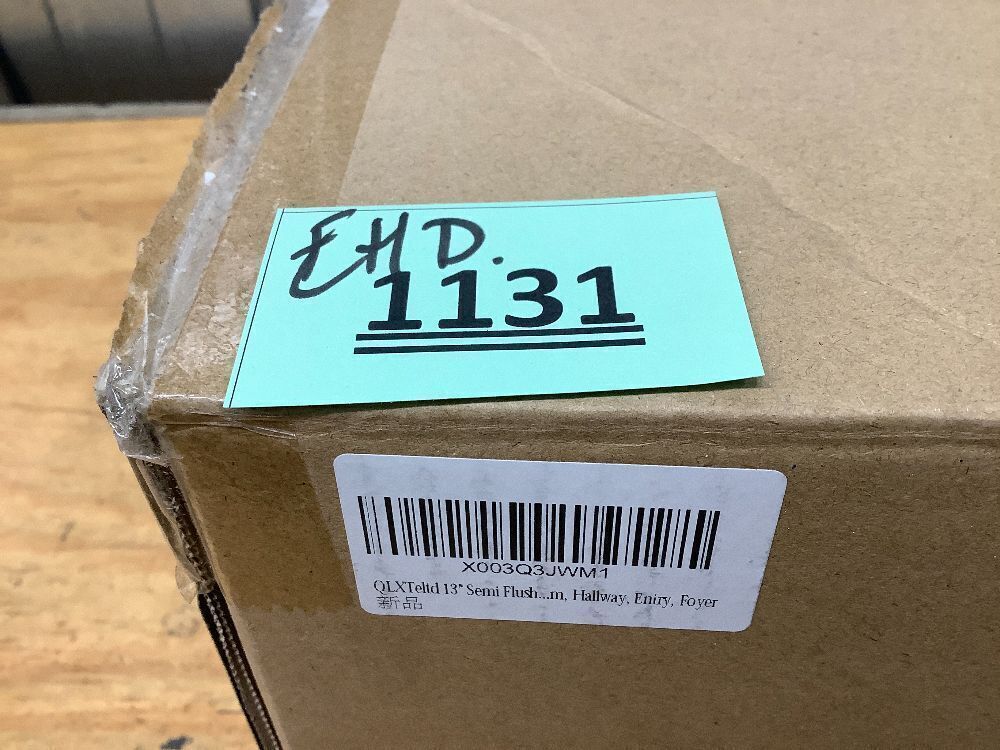 EHD.
1131
X003Q3JWM1
QLXTeltd 13" Semi Flush...m, Hallway, Entry, Foyer
新品